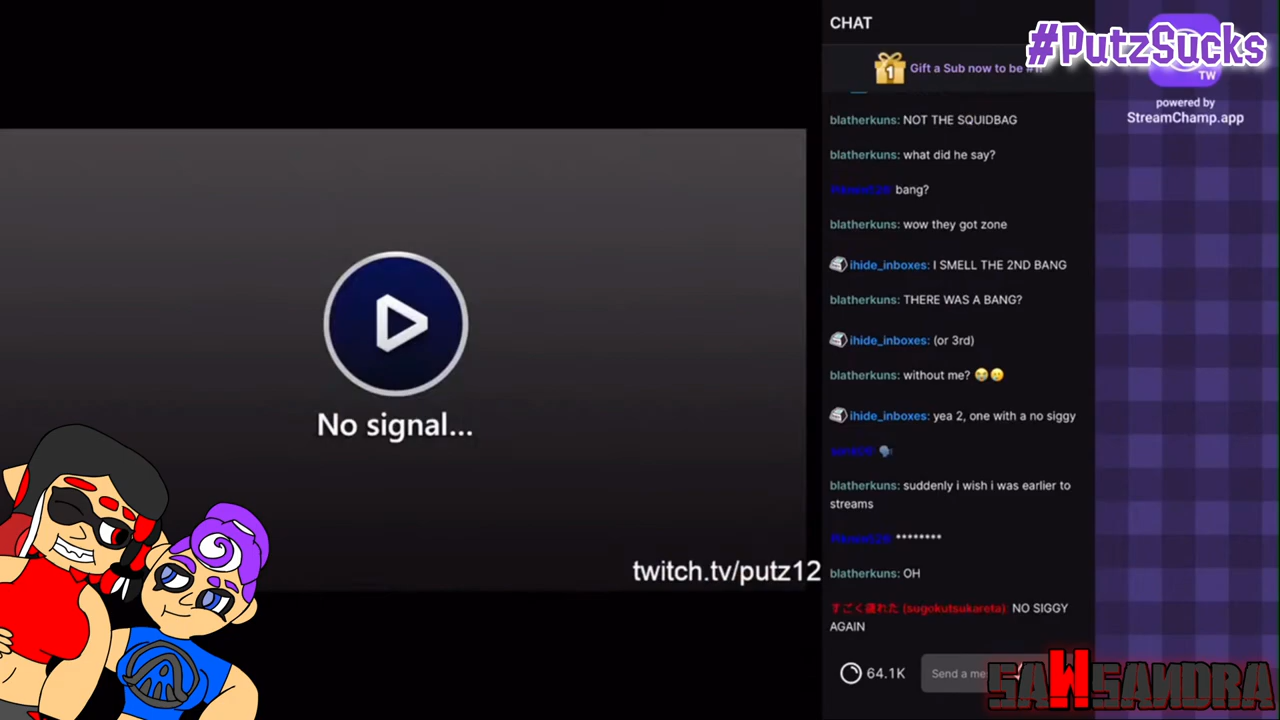 CHAT
#PutzSucks
1
Gift a Sub now to be #1!
TW
powered by
StreamChamp.app
blatherkuns: NOT THE SQUIDBAG
blatherkuns: what did he say?
bang?
blatherkuns: wow they got zone
ihide_inboxes: I SMELL THE 2ND BANG
blatherkuns: THERE WAS A BANG?
ihide_inboxes: (or 3rd)
blatherkuns: without me? 😭🥲
ihide_inboxes: yea 2, one with a no siggy
🗣️
blatherkuns: suddenly i wish i was earlier to
streams
********
blatherkuns: OH
すごく疲れた (sugokutsukareta) NO SIGGY
AGAIN
64.1K
Send a me
No signal...
twitch.tv/putz12
SAWSANDRA